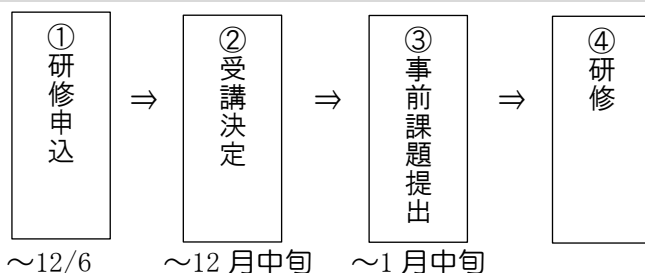 ①研修申込
⇒
②受講決定
⇒
③事前課題提出
⇒
④研修
～12/6
～12月中旬
～1月中旬